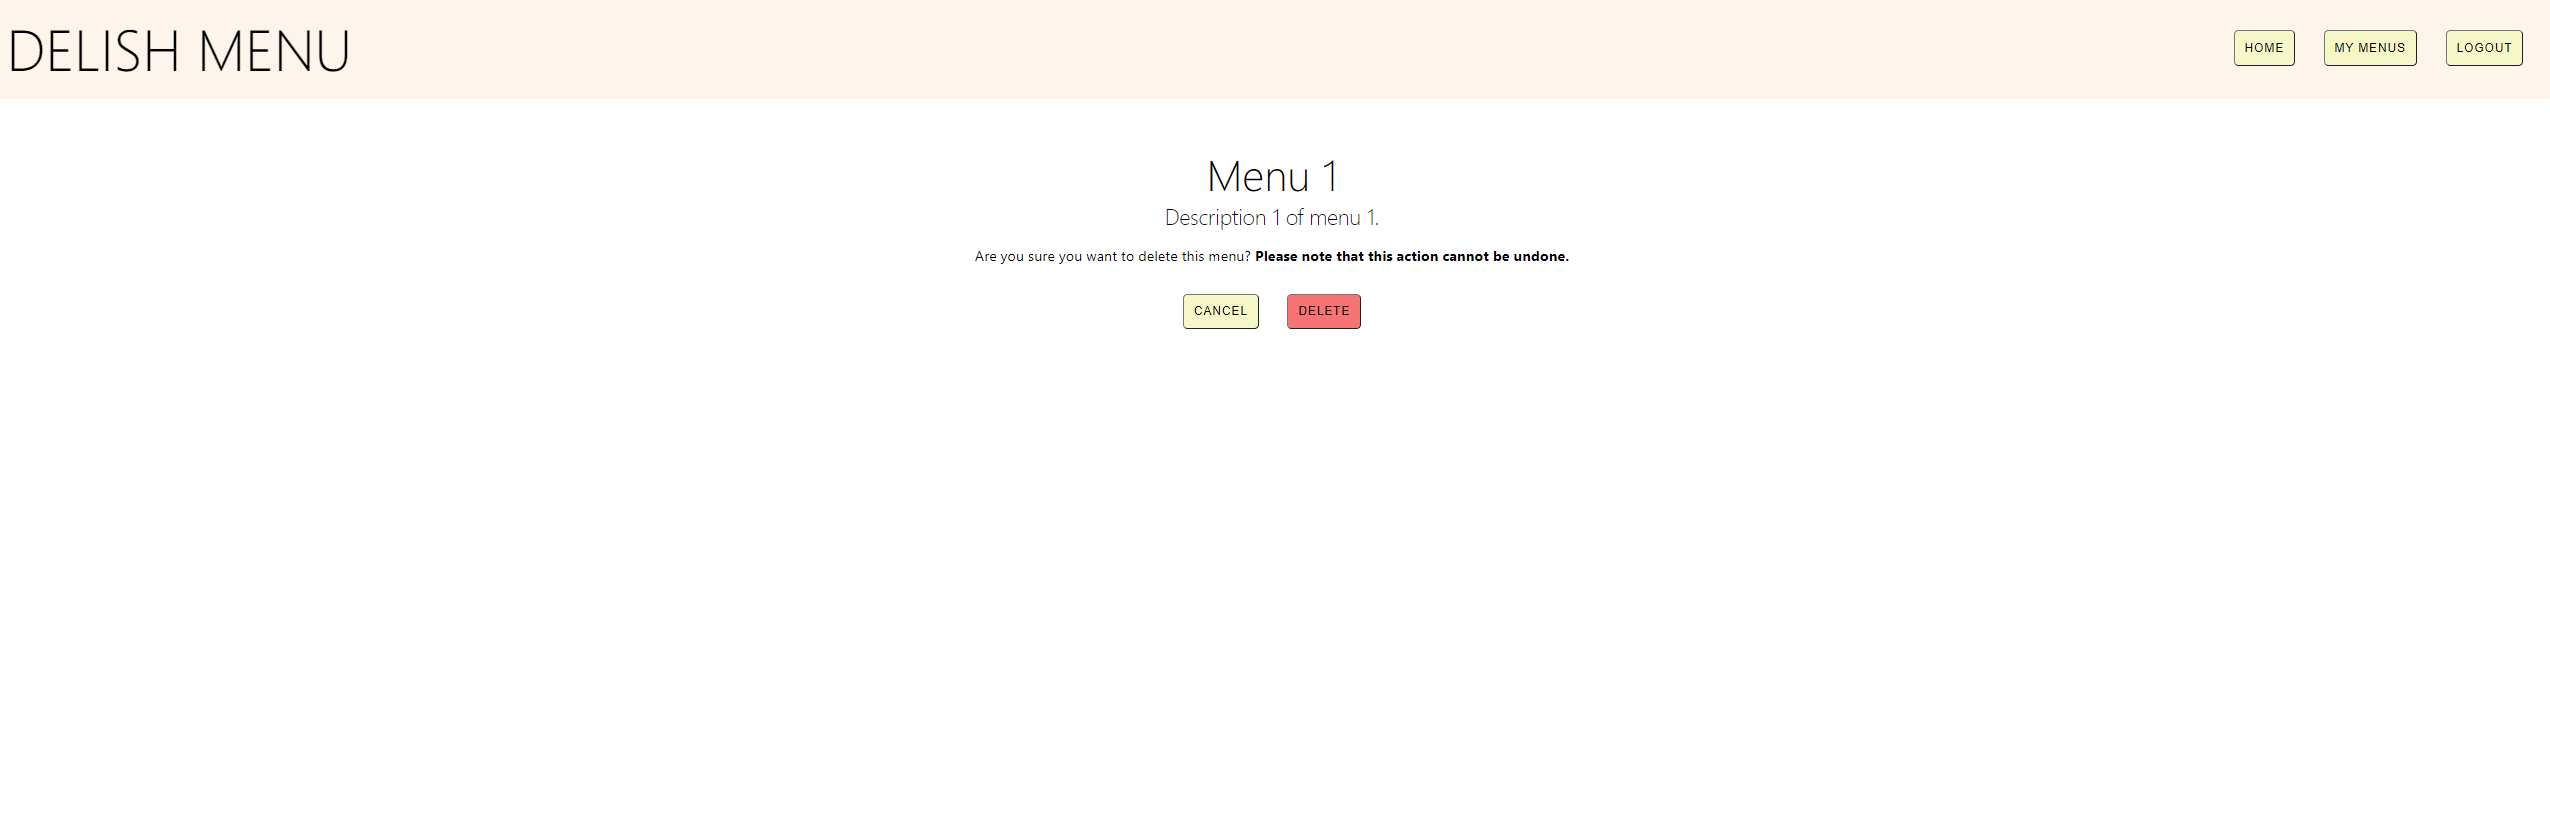 DELISH MENU
HOME MY MENUS LOGOUT
Menu 1
Description 1 of menu 1.
Are you sure you want to delete this menu? Please note that this action cannot be undone.
CANCEL DELETE